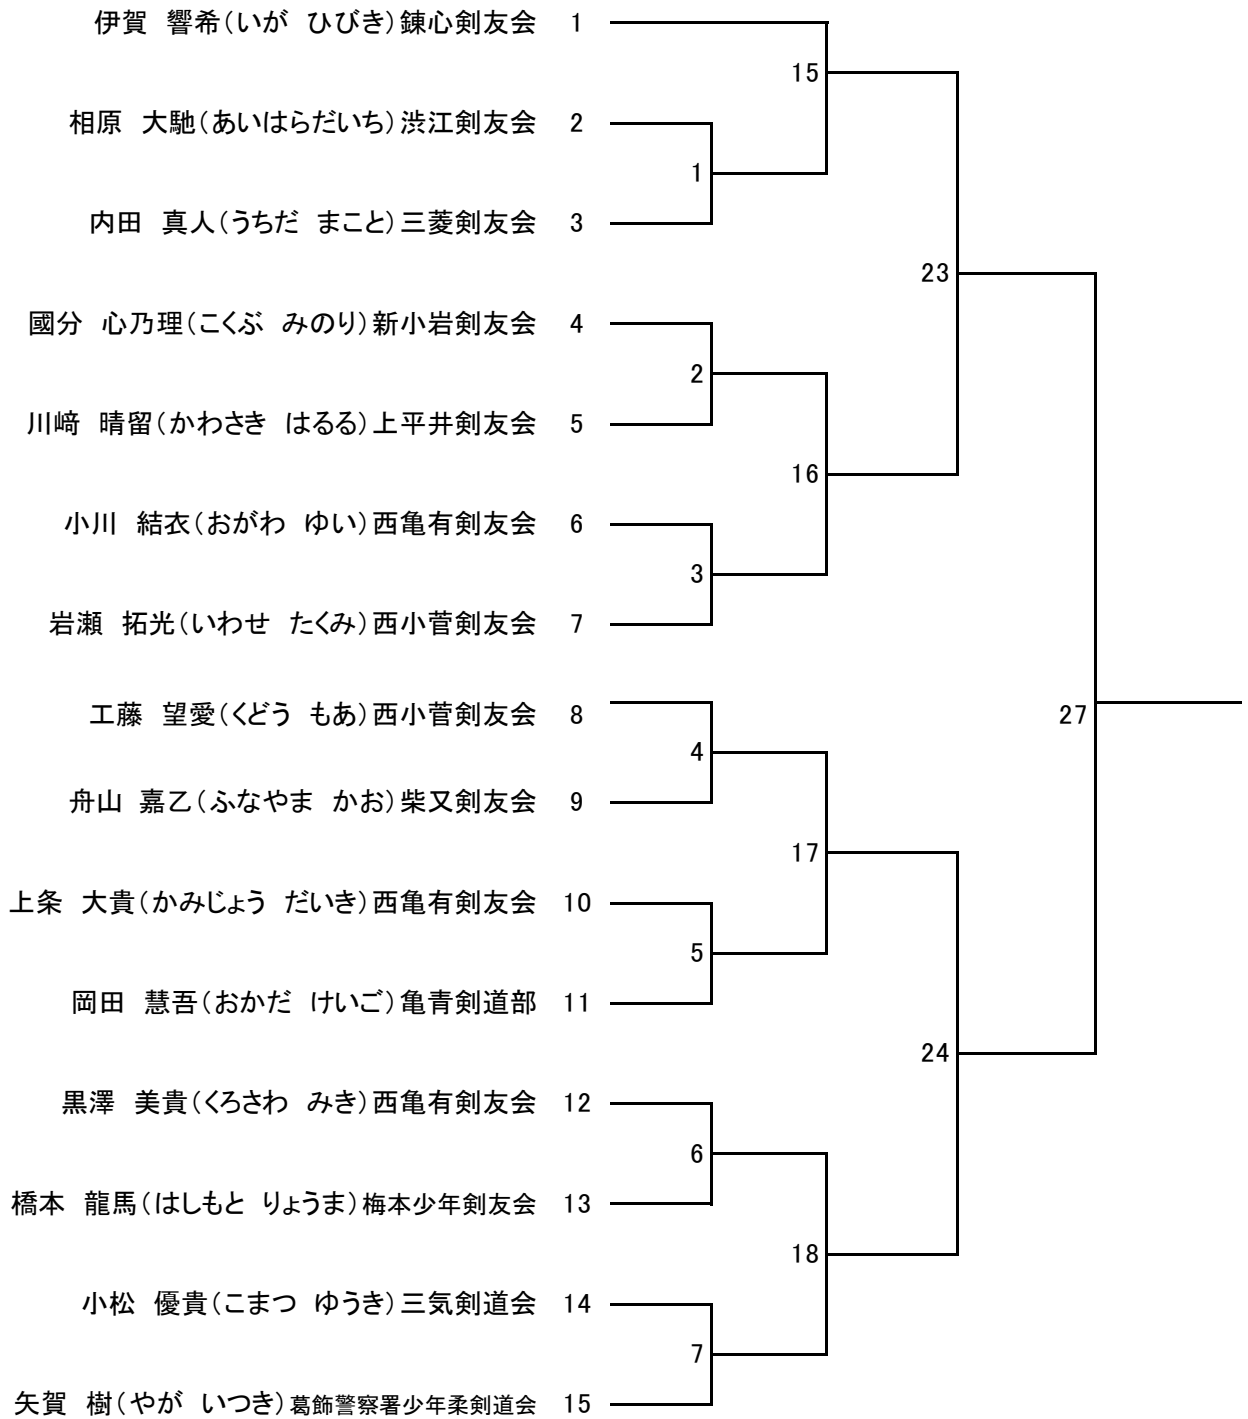 伊賀　響希(いが　ひびき)錬心剣友会　1
15
相原　大馳(あいはらだいち)渋江剣友会　2
1
内田　真人(うちだ　まこと)三菱剣友会　3
23
國分　心乃理(こくぶ　みのり)新小岩剣友会　4
2
川﨑　晴留(かわさき　はるる)上平井剣友会　5
16
小川　結衣(おがわ　ゆい)西亀有剣友会　6
3
岩瀬　拓光(いわせ　たくみ)西小菅剣友会　7
工藤　望愛(くどう　もあ)西小菅剣友会　8
27
4
舟山　嘉乙(ふなやま　かお)柴又剣友会　9
17
上条　大貴(かみじょう　だいき)西亀有剣友会　10
5
岡田　慧吾(おかだ　けいご)亀青剣道部　11
24
黒澤　美貴(くろさわ　みき)西亀有剣友会　12
6
橋本　龍馬(はしもと　りょうま)梅本少年剣友会　13
18
小松　優貴(こまつ　ゆうき)三気剣道会　14
7
矢賀　樹(やが　いつき)葛飾警察署少年柔剣道会　15